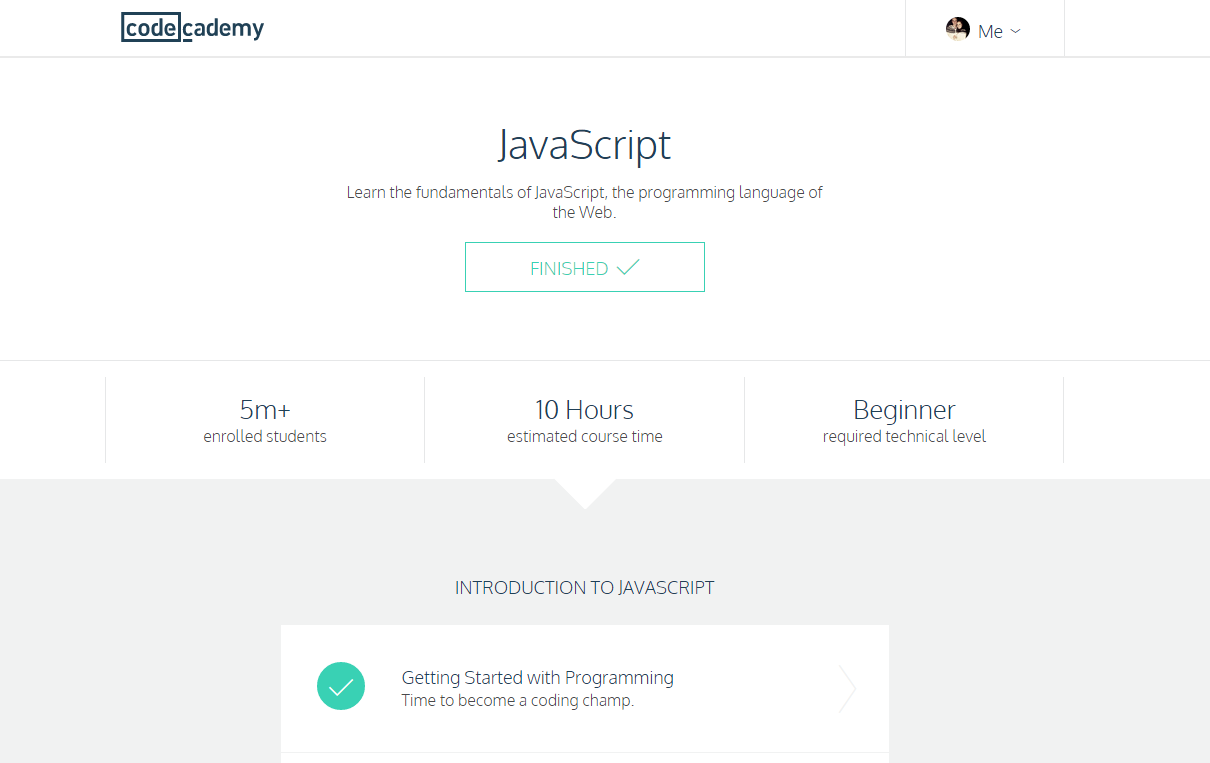 codecademy
Me
JavaScript
Learn the fundamentals of JavaScript, the programming language of
the Web.
FINISHED
5m+
enrolled students
10 Hours
estimated course time
Beginner
required technical level
INTRODUCTION TO JAVASCRIPT
Getting Started with Programming
Time to become a coding champ.